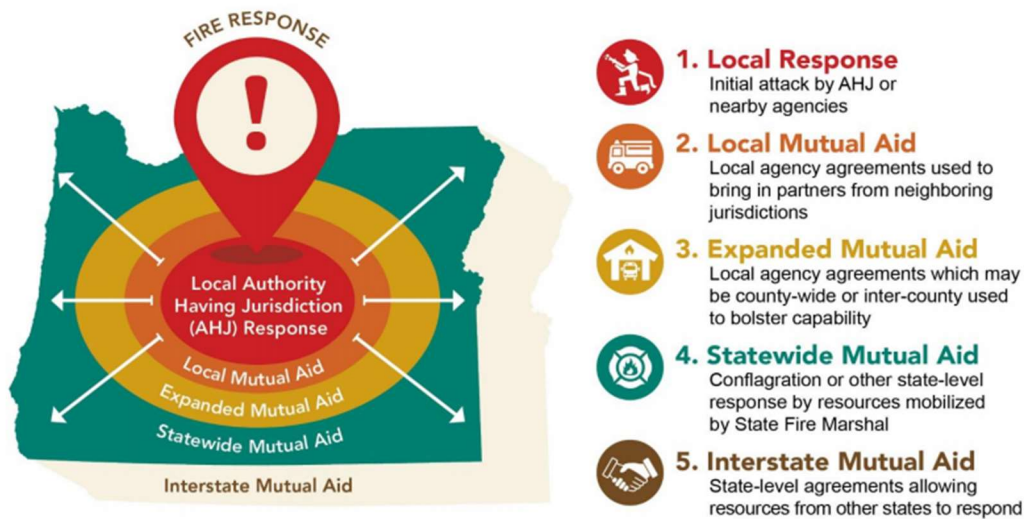 FIRE RESPONSE
!
Local Authority
Having Jurisdiction
(AHJ) Response
Local Mutual Aid
Expanded Mutual Aid
Statewide Mutual Aid
Interstate Mutual Aid
1. Local Response
Initial attack by AHJ or
nearby agencies
2. Local Mutual Aid
Local agency agreements used to
bring in partners from neighboring
jurisdictions
3. Expanded Mutual Aid
Local agency agreements which may
be county-wide or inter-county used
to bolster capability
4. Statewide Mutual Aid
Conflagration or other state-level
response by resources mobilized
by State Fire Marshal
5. Interstate Mutual Aid
State-level agreements allowing
resources from other states to respond